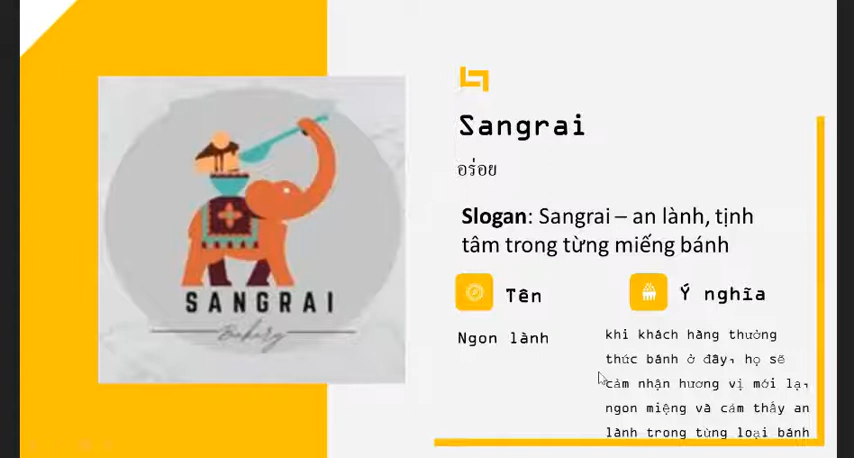 SANGRAI
Bakery
Sangrai
อร่อย
Slogan: Sangrai – an lành, tịnh
tâm trong từng miếng bánh
Tên
Ngon lành
Ý nghĩa
khi khách hàng thưởng
thức bánh ở đây, họ sẽ
cảm nhận hương vị mới lạ,
ngon miệng và cảm thấy an
lành trong từng loại bánh